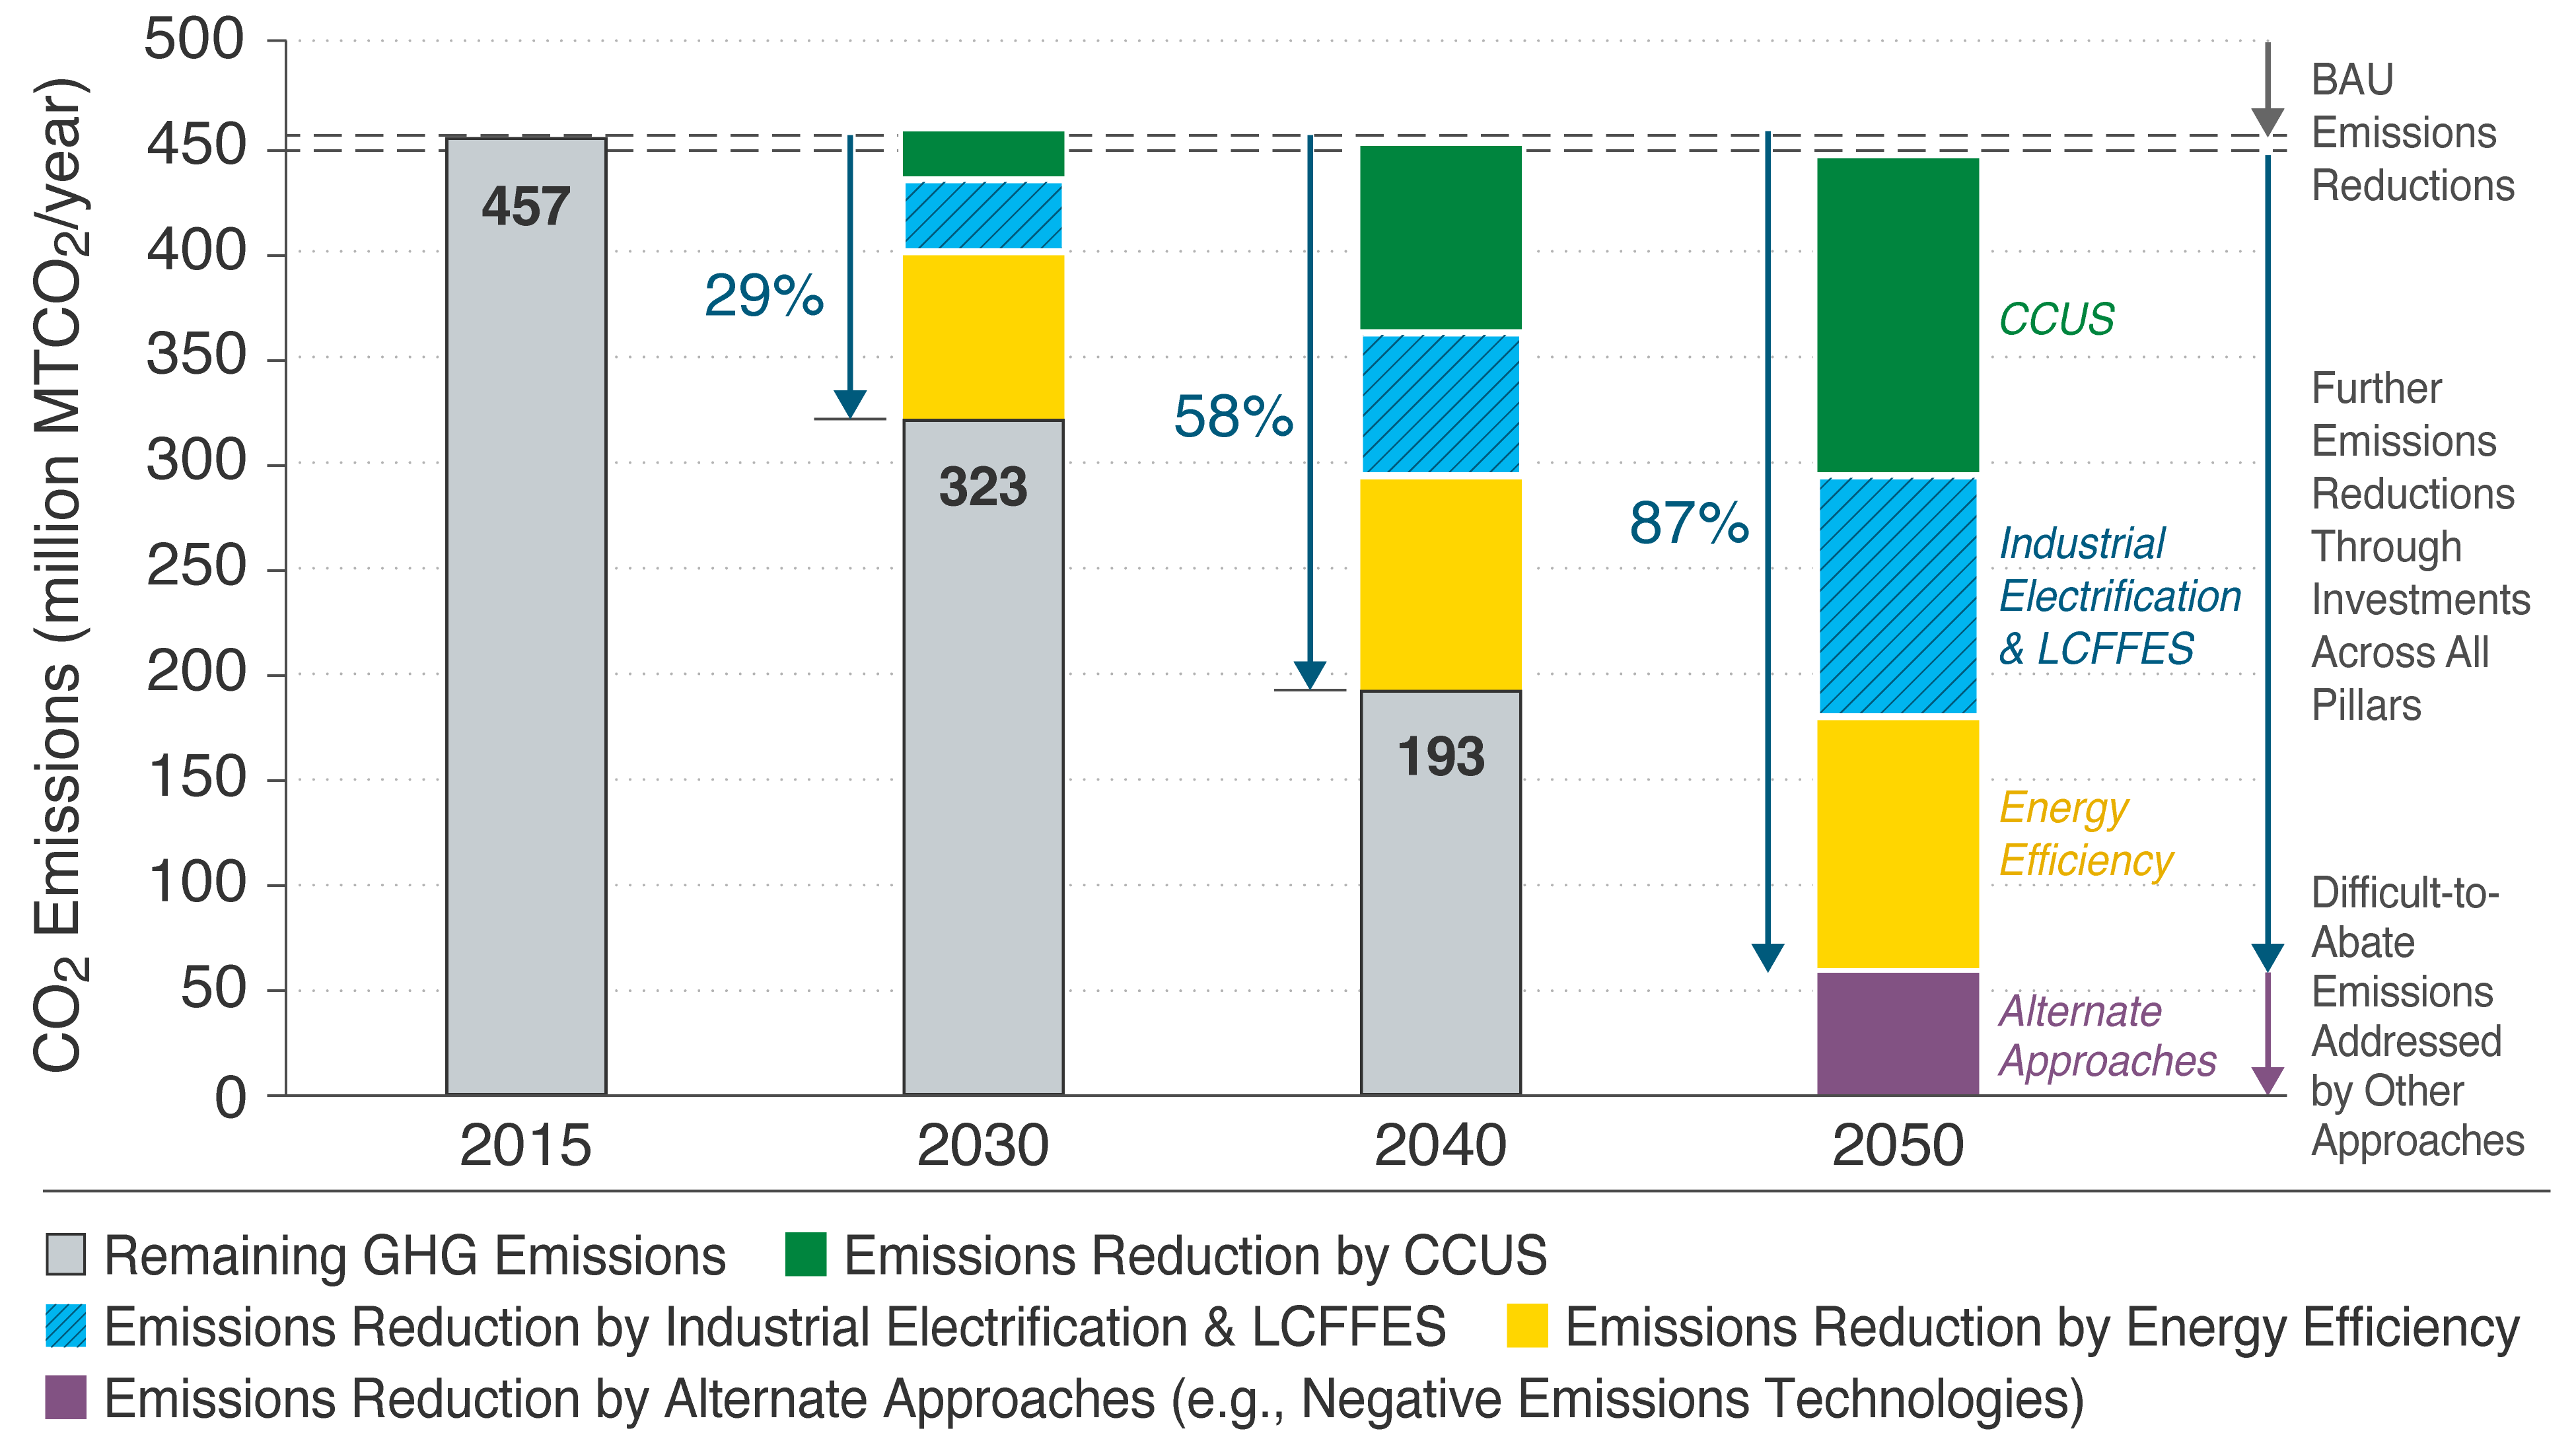 CO2 Emissions (million MTCO2/year)
500
450
400
350
300
250
200
150
100
50
0
457
29%
323
58%
193
87%
CCUS
Industrial
Electrification
& LCFFES
Energy
Efficiency
Alternate
Approaches
BAU
Emissions
Reductions
Further
Emissions
Reductions
Through
Investments
Across All
Pillars
Difficult-to-
Abate
Emissions
Addressed
by Other
Approaches
2015 2030 2040 2050
Remaining GHG Emissions Emissions Reduction by CCUS
Emissions Reduction by Industrial Electrification & LCFFES Emissions Reduction by Energy Efficiency
Emissions Reduction by Alternate Approaches (e.g., Negative Emissions Technologies)